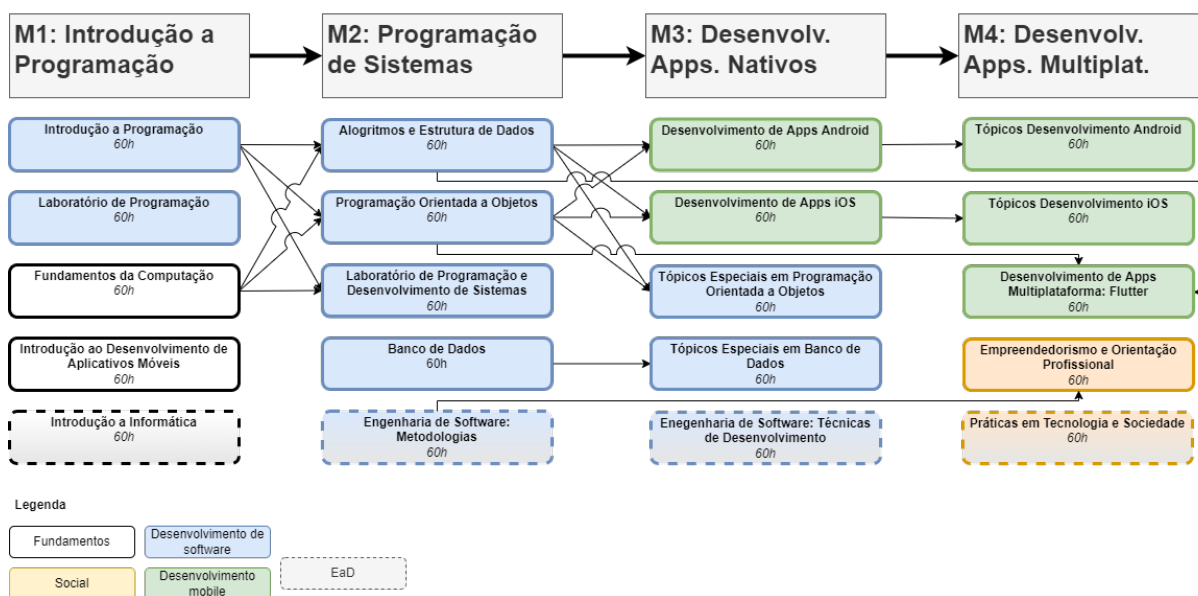 M1: Introdução a
Programação
M2: Programação
de Sistemas
M3: Desenvolv.
Apps. Nativos
M4: Desenvolv.
Apps. Multiplat.
Introdução a Programação
60h
Alogritmos e Estrutura de Dados
60h
Desenvolvimento de Apps Android
60h
Tópicos Desenvolvimento Android
60h
Laboratório de Programação
60h
Programação Orientada a Objetos
60h
Desenvolvimento de Apps iOS
60h
Tópicos Desenvolvimento iOS
60h
Fundamentos da Computação
60h
Laboratório de Programação e
Desenvolvimento de Sistemas
60h
Tópicos Especiais em Programação
Orientada a Objetos
60h
Desenvolvimento de Apps
Multiplataforma: Flutter
60h
Introdução ao Desenvolvimento de
Aplicativos Móveis
60h
Banco de Dados
60h
Tópicos Especiais em Banco de
Dados
60h
Empreendedorismo e Orientação
Profissional
60h
Introdução a Informática
60h
Engenharia de Software:
Metodologias
60h
Enegenharia de Software: Técnicas
de Desenvolvimento
60h
Práticas em Tecnologia e Sociedade
60h
Legenda
Fundamentos
Desenvolvimento de
software
Social
Desenvolvimento
mobile
EaD